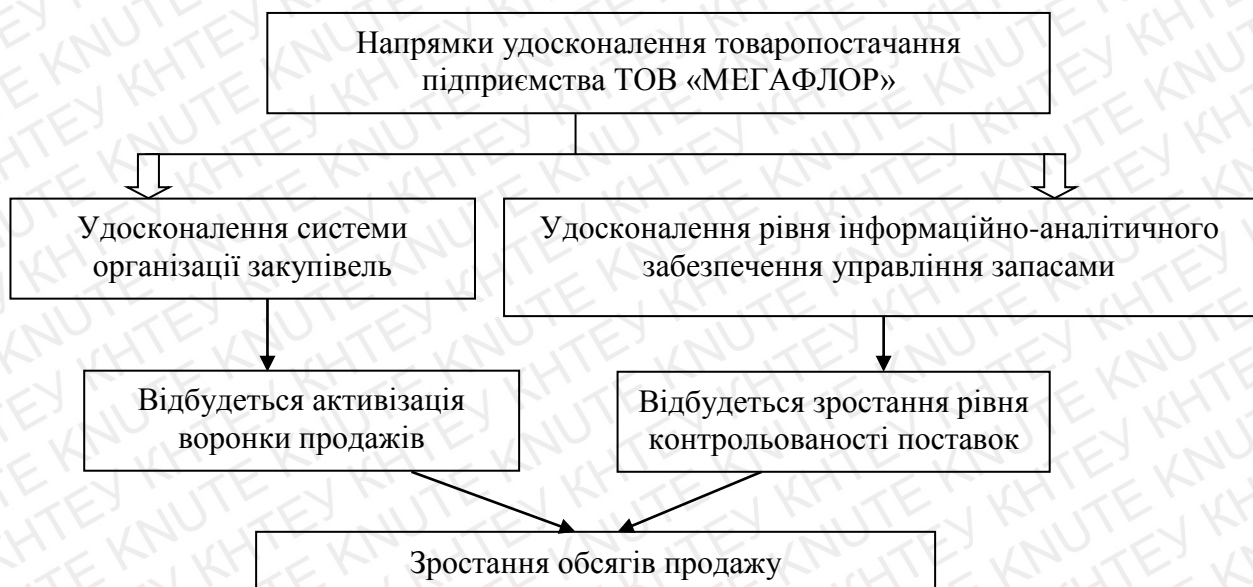 Напрямки удосконалення товаропостачання
підприємства ТОВ «МЕГАФЛОР»
Удосконалення системи
організації закупівель
Удосконалення рівня інформаційно-аналітичного
забезпечення управління запасами
Відбудеться активізація
воронки продажів
Відбудеться зростання рівня
контрольованості поставок
Зростання обсягів продажу